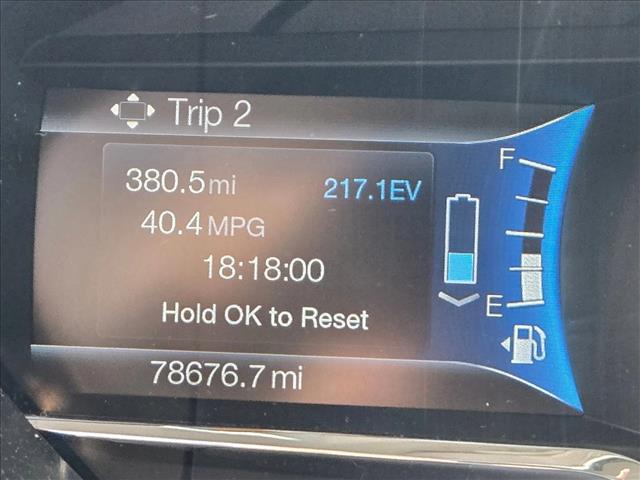 Trip 2
380.5mi 217.1EV
40.4MPG
18:18:00
Hold OK to Reset
78676.7 mi
F
E